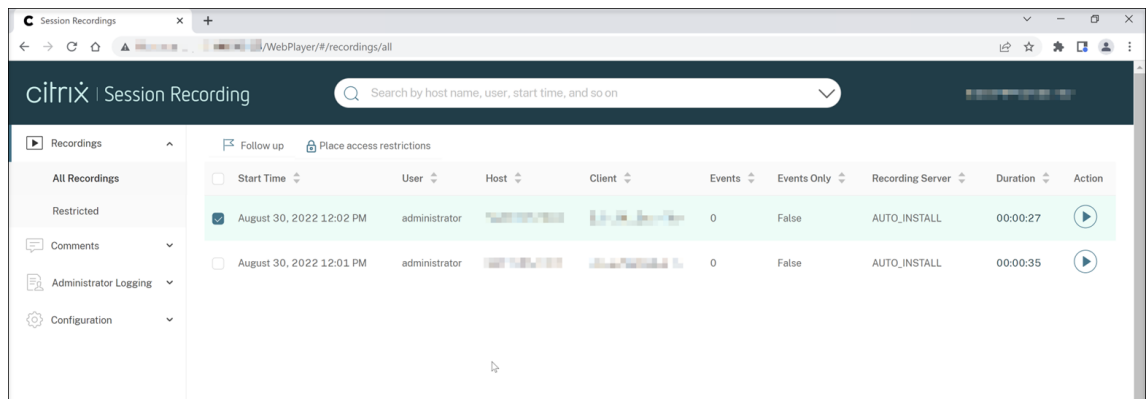 Session Recordings
/WebPlayer/#/recordings/all
citrix | Session Recording
Search by host name, user, start time, and so on
Recordings
Follow up Place access restrictions
All Recordings
Start Time User Host Client Events Events Only Recording Server Duration Action
Restricted
August 30, 2022 12:02 PM administrator 0 False AUTO_INSTALL 00:00:27
Comments
August 30, 2022 12:01 PM administrator 0 False AUTO_INSTALL 00:00:35
Administrator Logging
Configuration